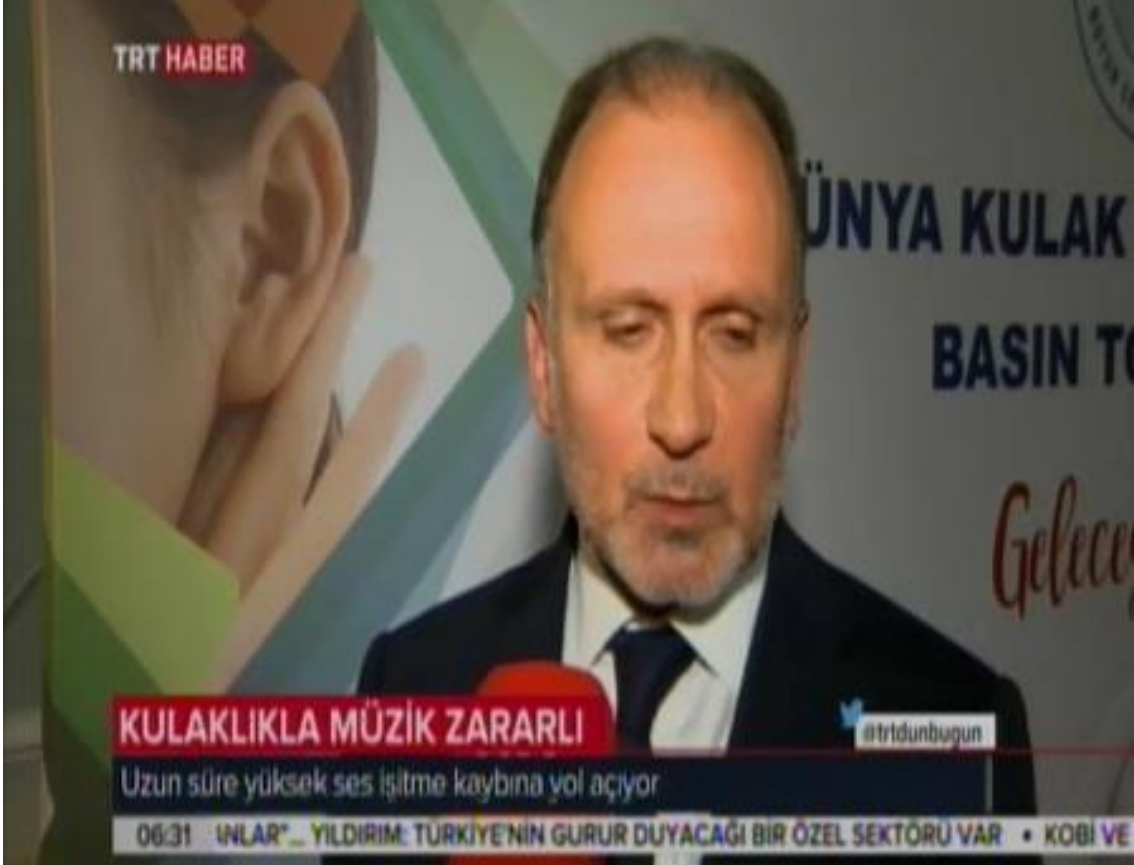 TRT HABER
ÜNYA KULAK
BASIN TO
Geleceğ
KULAKLIKLA MÜZİK ZARARLI
@trtdunbugun
Uzun süre yüksek ses işitme kaybına yol açıyor
06:31 INLAR"... YILDIRIM: TÜRKİYE'NİN GURUR DUYACAĞI BİR ÖZEL SEKTÖRÜ VAR • KOBİ VE